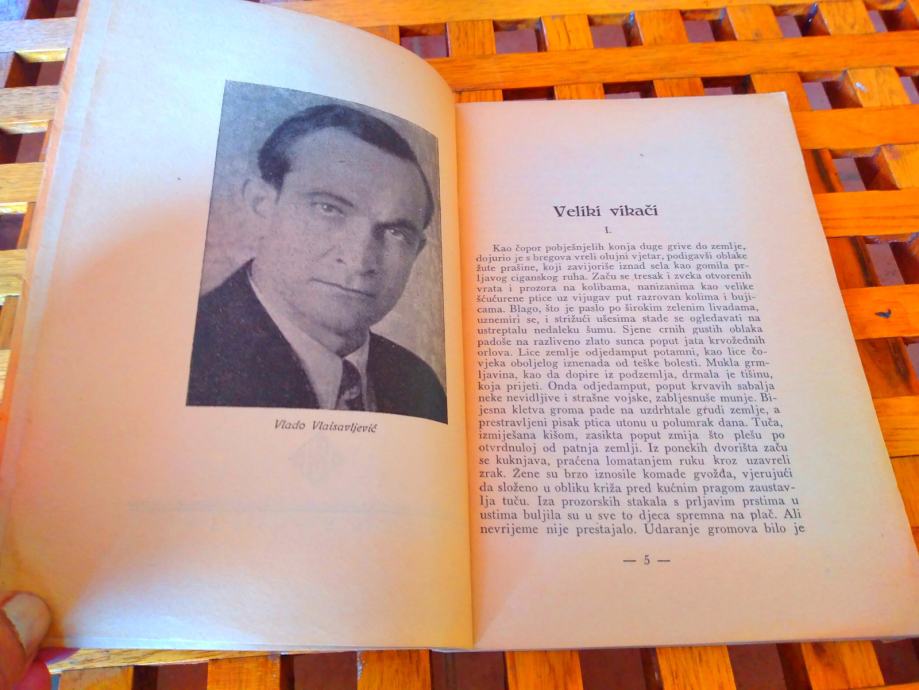 Vlado Vlaisavljević
Veliki vikači
I.
Kao čopor pobješnjelih konja duge grive do zemlje,
dojurio je s bregova vreli olujni vjetar, podigavši oblake
žute prašine, koji zavijoriše iznad sela kao gomila pr-
ljavog ciganskog ruha. Začu se tresak i zveka otvorenih
vrata i prozora na kolibama, nanizanima kao velike
šćućurene ptice uz vijugav put razrovan kolima i buji-
cama. Blago, što je paslo po širokim zelenim livadama,
uznemiri se, i strižući ušesima stade se ogledavati na
ustreptalu nedaleku šumu. Sjene crnih gustih oblaka
padoše na razliveno zlato sunca poput jata krvožednih
orlova. Lice zemlje odjedamput potamni, kao lice čo-
vjeka oboljelog iznenada od teške bolesti. Mukla grm-
ljavina, kao da dopire iz podzemlja, drmala je tišinu,
koja prijeti. Onda odjedamput, poput krvavih sabalja
neke nevidljive i strašne vojske, zabljesnuše munje. Bi-
jesna kletva groma pade na uzdrhtale grudi zemlje, a
prestravljeni pisak ptica utonu u polumrak dana. Tuča,
izmiješana kišom, zasikta poput zmija što plešu po
otvrdnuloj od patnja zemlji. Iz ponekih dvorišta začu
se kuknjava, praćena lomatanjem ruku kroz uzavreli
zrak. Žene su brzo iznosile komade gvožđa, vjerujući
da složeno u obliku križa pred kućnim pragom zaustav-
lja tuču. Iza prozorskih stakala s prljavim prstima u
ustima buljila su u sve to djeca spremna na plač. Ali
nevrijeme nije prestajalo. Udaranje gromova bilo je
— 5 —